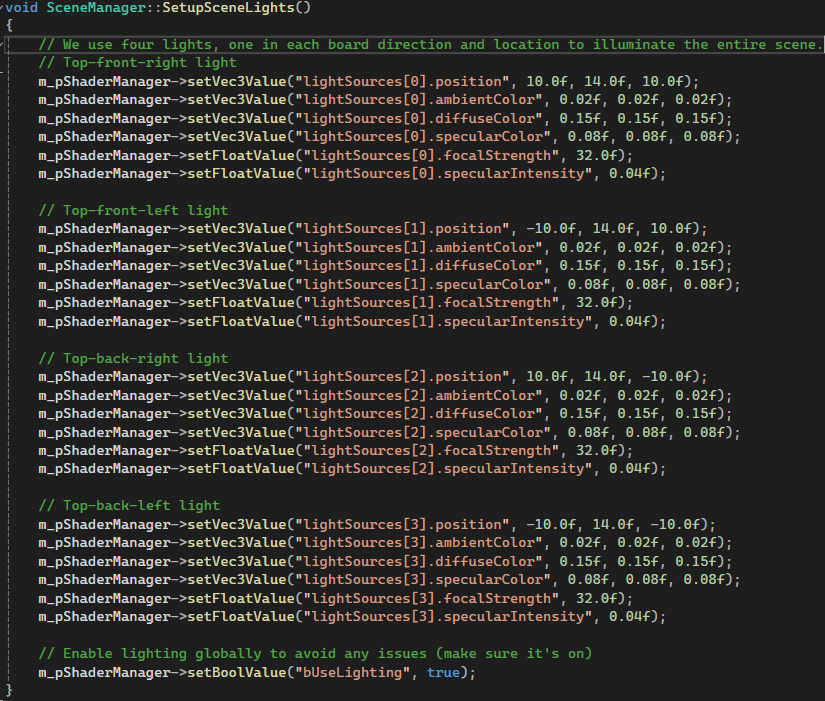 void SceneManager::SetupSceneLights()
{
// We use four lights, one in each board direction and location to illuminate the entire scene.
// Top-front-right light
m_pShaderManager->setVec3Value("lightSources[0].position", 10.0f, 14.0f, 10.0f);
m_pShaderManager->setVec3Value("lightSources[0].ambientColor", 0.02f, 0.02f, 0.02f);
m_pShaderManager->setVec3Value("lightSources[0].diffuseColor", 0.15f, 0.15f, 0.15f);
m_pShaderManager->setVec3Value("lightSources[0].specularColor", 0.08f, 0.08f, 0.08f);
m_pShaderManager->setFloatValue("lightSources[0].focalStrength", 32.0f);
m_pShaderManager->setFloatValue("lightSources[0].specularIntensity", 0.04f);
// Top-front-left light
m_pShaderManager->setVec3Value("lightSources[1].position", -10.0f, 14.0f, 10.0f);
m_pShaderManager->setVec3Value("lightSources[1].ambientColor", 0.02f, 0.02f, 0.02f);
m_pShaderManager->setVec3Value("lightSources[1].diffuseColor", 0.15f, 0.15f, 0.15f);
m_pShaderManager->setVec3Value("lightSources[1].specularColor", 0.08f, 0.08f, 0.08f);
m_pShaderManager->setFloatValue("lightSources[1].focalStrength", 32.0f);
m_pShaderManager->setFloatValue("lightSources[1].specularIntensity", 0.04f);
// Top-back-right light
m_pShaderManager->setVec3Value("lightSources[2].position", 10.0f, 14.0f, -10.0f);
m_pShaderManager->setVec3Value("lightSources[2].ambientColor", 0.02f, 0.02f, 0.02f);
m_pShaderManager->setVec3Value("lightSources[2].diffuseColor", 0.15f, 0.15f, 0.15f);
m_pShaderManager->setVec3Value("lightSources[2].specularColor", 0.08f, 0.08f, 0.08f);
m_pShaderManager->setFloatValue("lightSources[2].focalStrength", 32.0f);
m_pShaderManager->setFloatValue("lightSources[2].specularIntensity", 0.04f);
// Top-back-left light
m_pShaderManager->setVec3Value("lightSources[3].position", -10.0f, 14.0f, -10.0f);
m_pShaderManager->setVec3Value("lightSources[3].ambientColor", 0.02f, 0.02f, 0.02f);
m_pShaderManager->setVec3Value("lightSources[3].diffuseColor", 0.15f, 0.15f, 0.15f);
m_pShaderManager->setVec3Value("lightSources[3].specularColor", 0.08f, 0.08f, 0.08f);
m_pShaderManager->setFloatValue("lightSources[3].focalStrength", 32.0f);
m_pShaderManager->setFloatValue("lightSources[3].specularIntensity", 0.04f);
// Enable lighting globally to avoid any issues (make sure it's on)
m_pShaderManager->setBoolValue("bUseLighting", true);
}